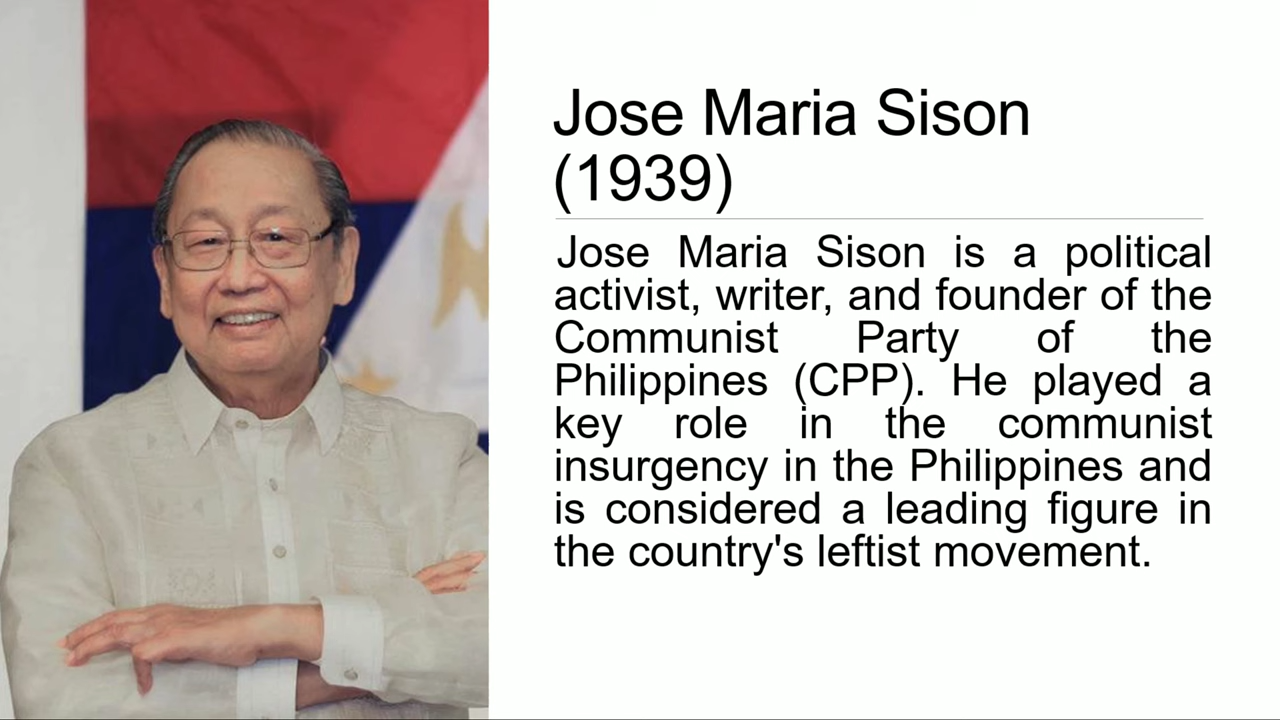 Jose Maria Sison
(1939)
Jose Maria Sison is a political
activist, writer, and founder of the
Communist Party of the
Philippines (CPP). He played a
key role in the communist
insurgency in the Philippines and
is considered a leading figure in
the country's leftist movement.